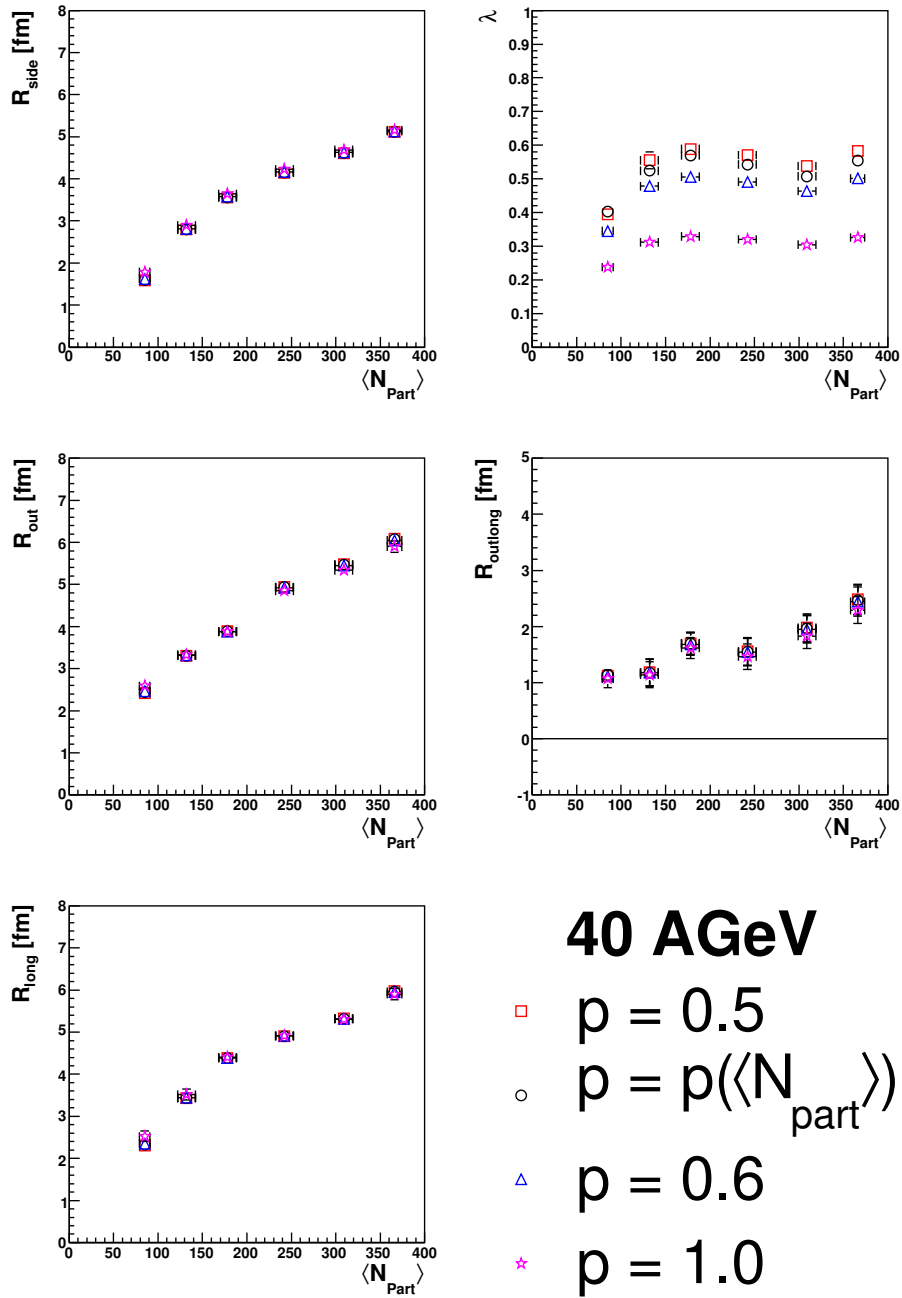 R_side [fm]
8
7
6
5
4
3
2
1
0
0 50 100 150 200 250 300 350 400
⟨N_Part⟩
λ
1
0.9
0.8
0.7
0.6
0.5
0.4
0.3
0.2
0.1
0
0 50 100 150 200 250 300 350 400
⟨N_Part⟩
R_out [fm]
8
7
6
5
4
3
2
1
0
0 50 100 150 200 250 300 350 400
⟨N_Part⟩
R_outlong [fm]
5
4
3
2
1
0
-1
0 50 100 150 200 250 300 350 400
⟨N_Part⟩
R_long [fm]
8
7
6
5
4
3
2
1
0
0 50 100 150 200 250 300 350 400
⟨N_Part⟩
40 AGeV
p = 0.5
p = p(⟨N_part⟩)
p = 0.6
p = 1.0